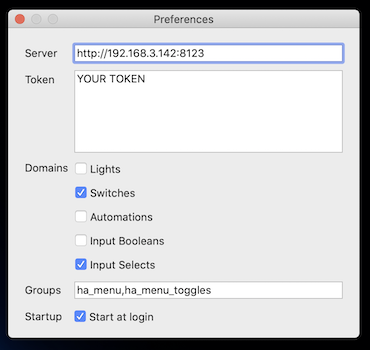 Preferences
Server http://192.168.3.142:8123
Token YOUR TOKEN
Domains Lights
Switches
Automations
Input Booleans
Input Selects
Groups ha_menu,ha_menu_toggles
Startup Start at login